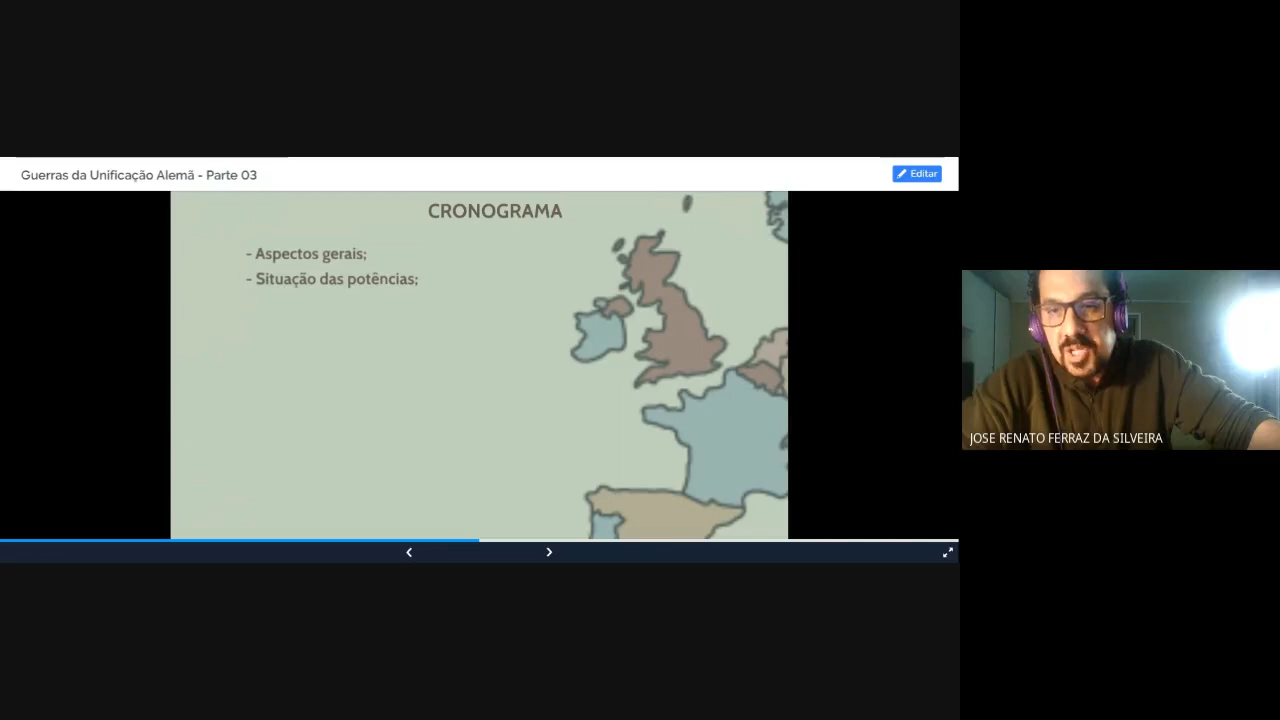 Guerras da Unificação Alemã - Parte 03
Editar
CRONOGRAMA
- Aspectos gerais;
- Situação das potências;
JOSE RENATO FERRAZ DA SILVEIRA